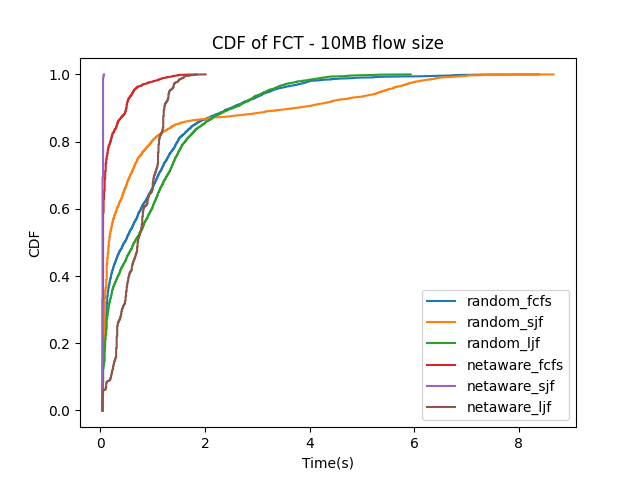 CDF of FCT - 10MB flow size
1.0
0.8
0.6
0.4
0.2
0.0
CDF
random_fcfs
random_sjf
random_ljf
netaware_fcfs
netaware_sjf
netaware_ljf
0 2 4 6 8
Time(s)